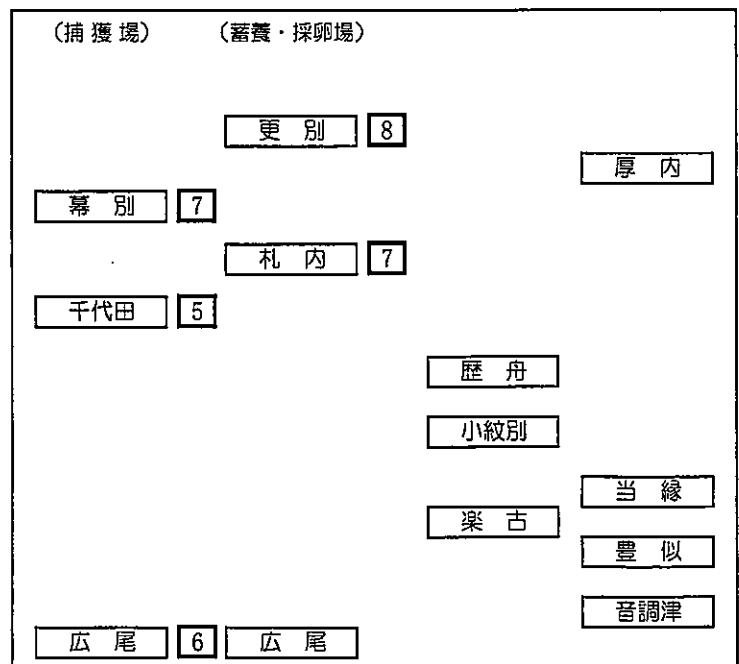 (捕獲場) (蓄養・採卵場)
更別 8
厚内
幕別 7
札内 7
千代田 5
歴舟
小紋別
当縁
楽古
豊似
音調津
広尾 6 広尾